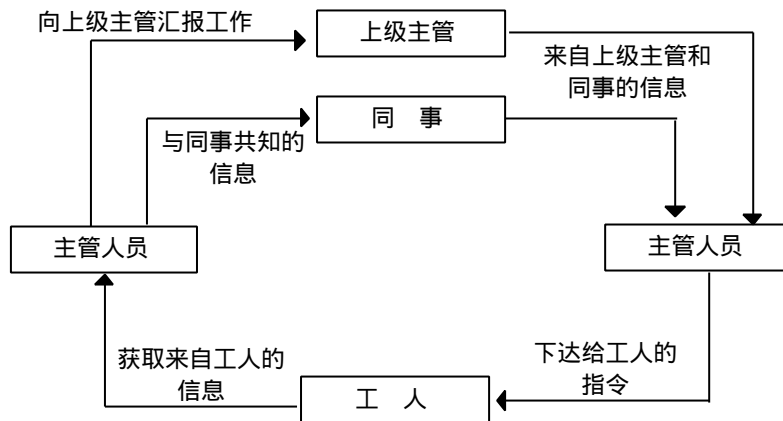 向上级主管汇报工作
上级主管
来自上级主管和
同事的信息
同　事
与同事共知的
信息
主管人员
主管人员
获取来自工人的
信息
下达给工人的
指令
工　人